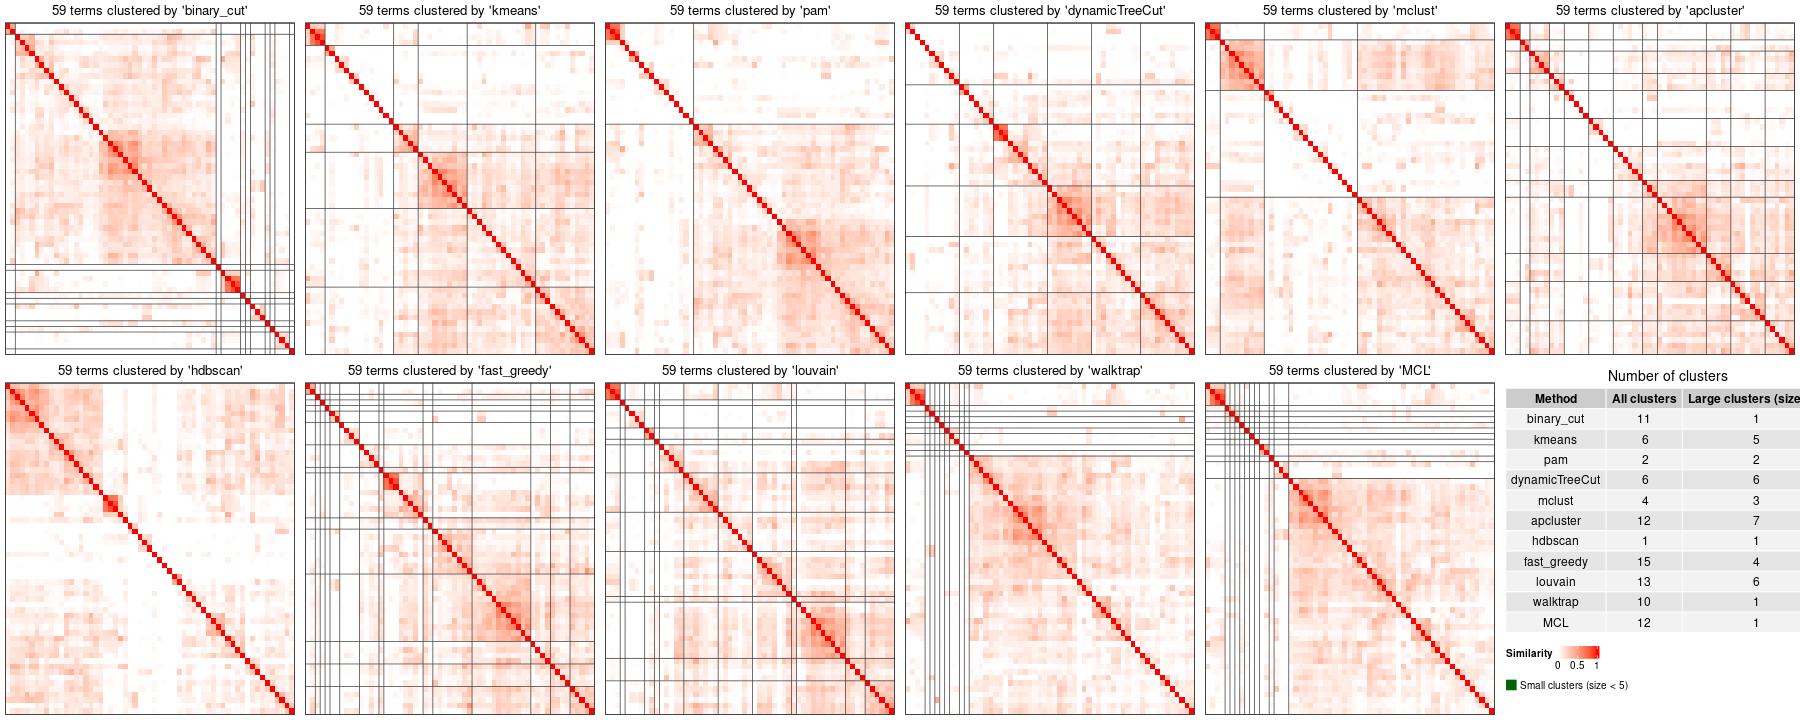 59 terms clustered by 'binary_cut'
59 terms clustered by 'kmeans'
59 terms clustered by 'pam'
59 terms clustered by 'dynamicTreeCut'
59 terms clustered by 'mclust'
59 terms clustered by 'apcluster'
59 terms clustered by 'hdbscan'
59 terms clustered by 'fast_greedy'
59 terms clustered by 'louvain'
59 terms clustered by 'walktrap'
59 terms clustered by 'MCL'
Number of clusters
Method All clusters Large clusters (size
binary_cut 11 1
kmeans 6 5
pam 2 2
dynamicTreeCut 6 6
mclust 4 3
apcluster 12 7
hdbscan 1 1
fast_greedy 15 4
louvain 13 6
walktrap 10 1
MCL 12 1
Similarity
0 0.5 1
Small clusters (size < 5)